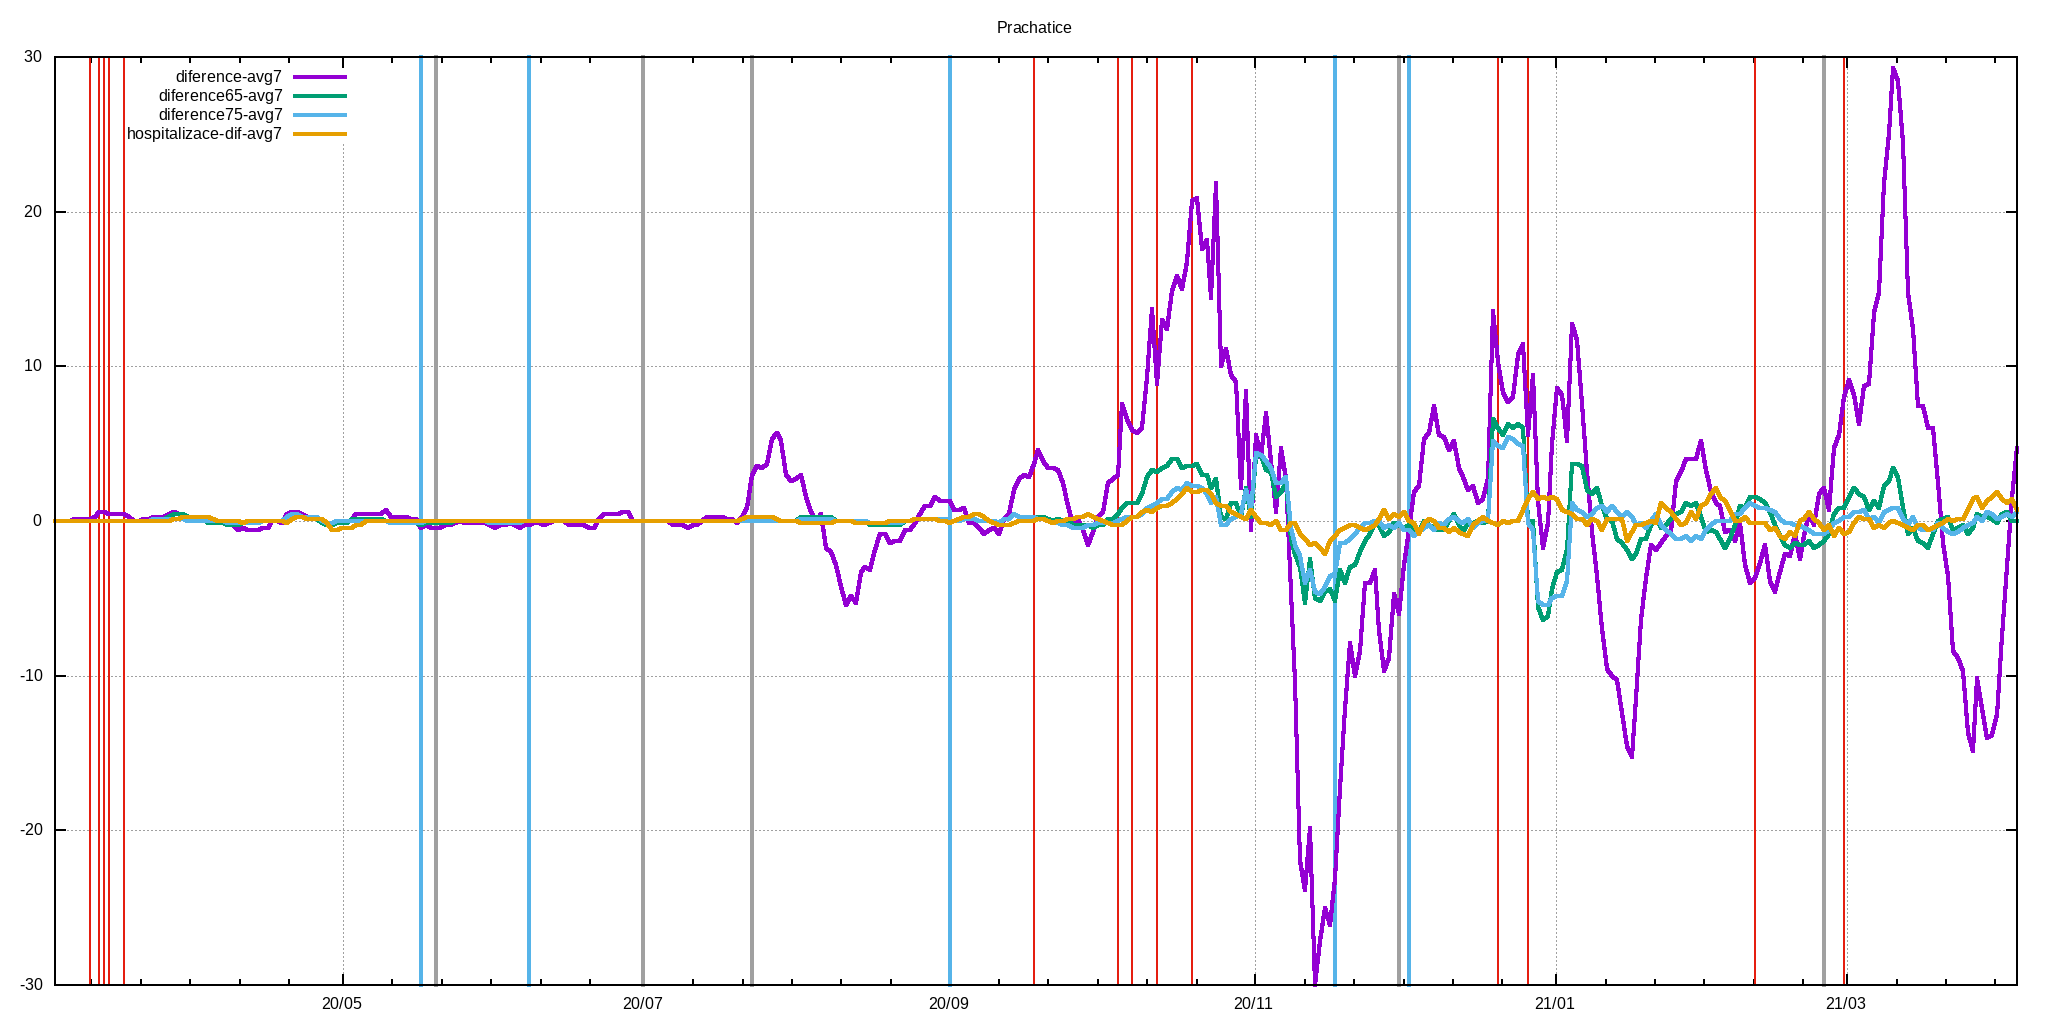 Prachatice
diference-avg7
diference65-avg7
diference75-avg7
hospitalizace-dif-avg7
30
20
10
0
-10
-20
-30
20/05 20/07 20/09 20/11 21/01 21/03